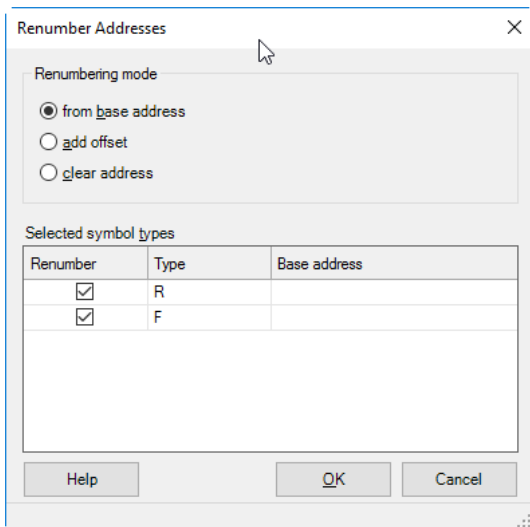 Renumber Addresses
Renumbering mode
from base address
add offset
clear address
Selected symbol types
Renumber Type Base address
R
F
Help OK Cancel